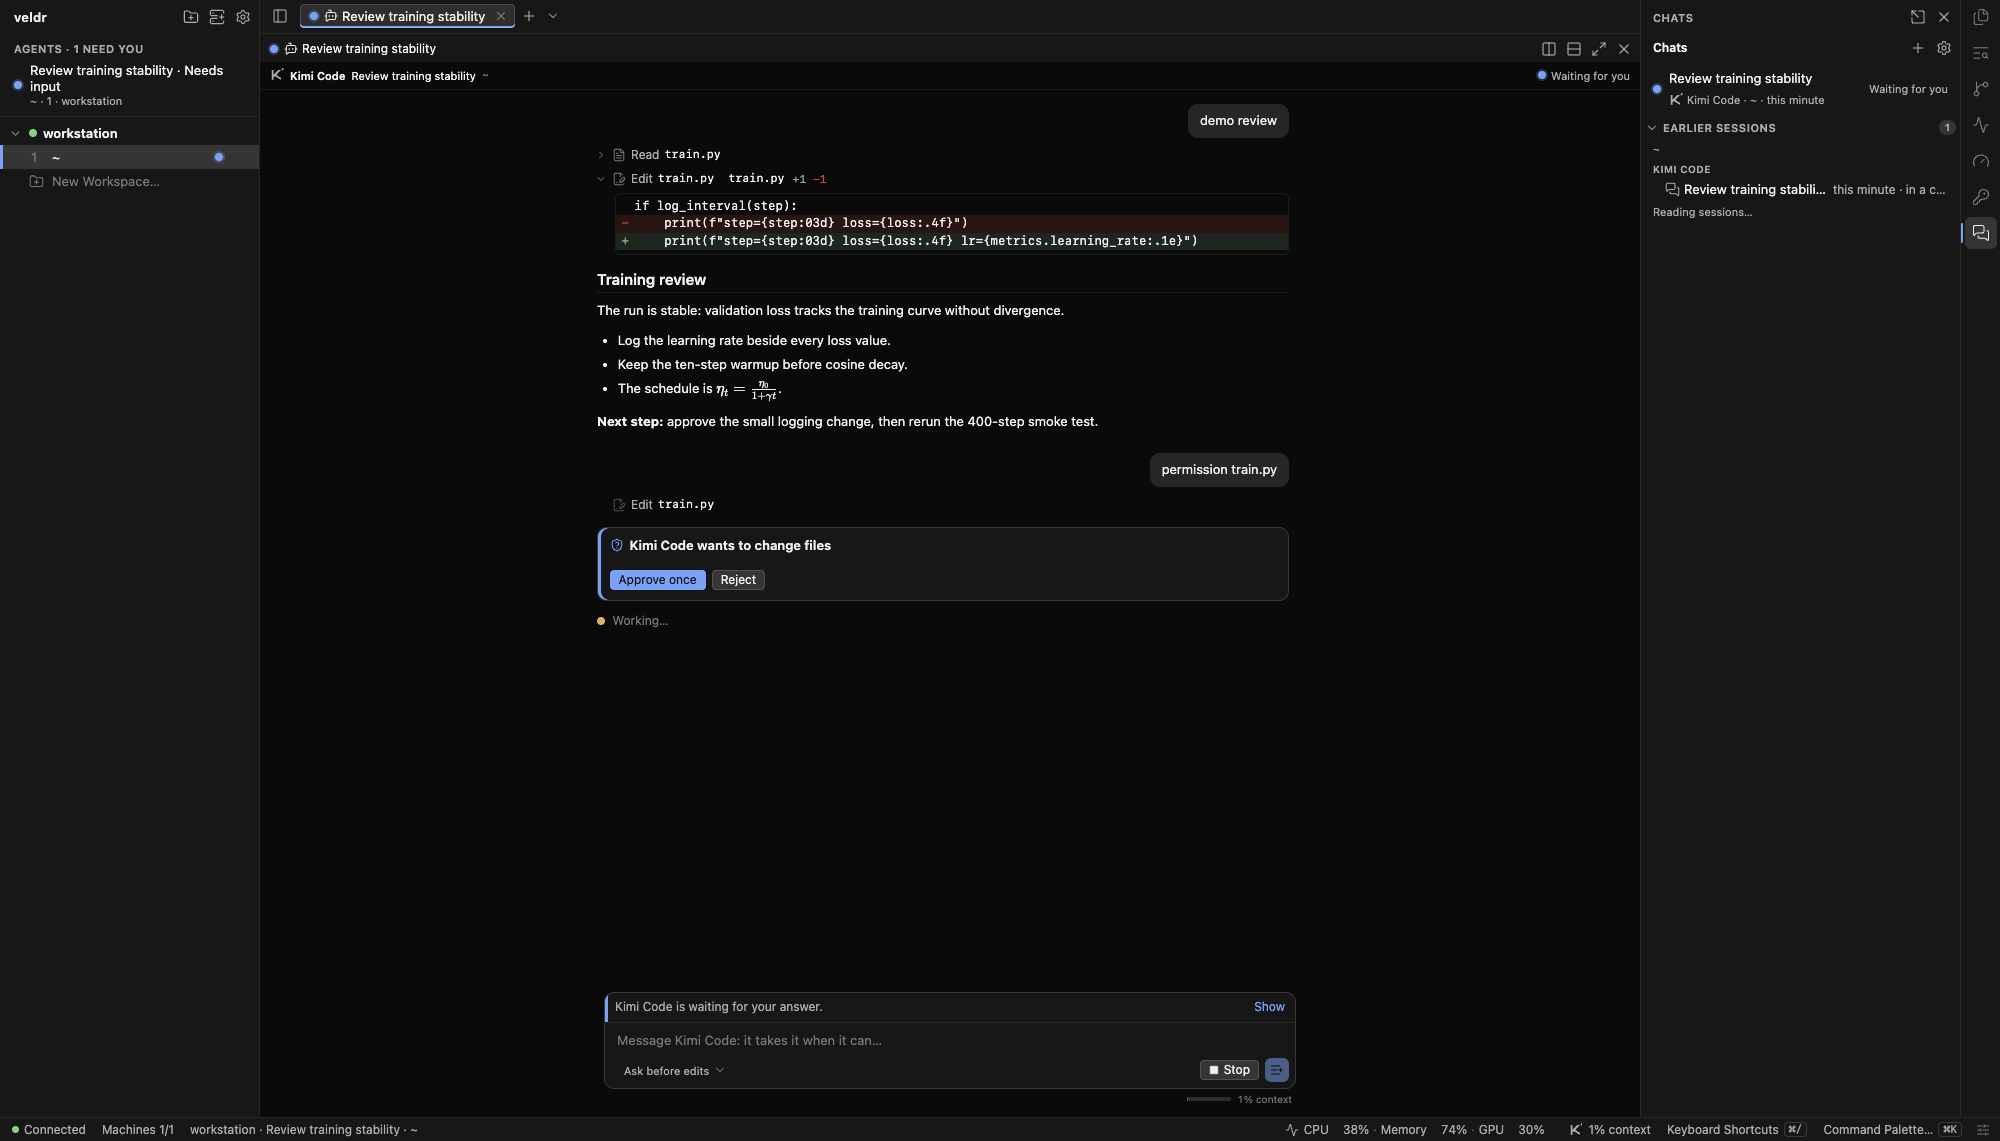 veldr
AGENTS · 1 NEED YOU
Review training stability · Needs
input
~ · 1 · workstation
workstation
1 ~
New Workspace...
Review training stability
Review training stability
Kimi Code Review training stability ~
Waiting for you
demo review
Read train.py
Edit train.py train.py +1 −1
if log_interval(step):
- print(f"step={step:03d} loss={loss:.4f}")
+ print(f"step={step:03d} loss={loss:.4f} lr={metrics.learning_rate:.1e}")
Training review
The run is stable: validation loss tracks the training curve without divergence.
• Log the learning rate beside every loss value.
• Keep the ten-step warmup before cosine decay.
• The schedule is ηt = η0/1+γt.
Next step: approve the small logging change, then rerun the 400-step smoke test.
permission train.py
Edit train.py
Kimi Code wants to change files
Approve once Reject
Working...
Kimi Code is waiting for your answer. Show
Message Kimi Code: it takes it when it can...
Ask before edits
Stop
1% context
CHATS
Chats
Review training stability
Kimi Code · ~ · this minute
Waiting for you
EARLIER SESSIONS 1
~
KIMI CODE
Review training stabili... this minute · in a c...
Reading sessions...
Connected Machines 1/1 workstation · Review training stability · ~
CPU 38% · Memory 74% · GPU 30% 1% context Keyboard Shortcuts ⌘/ Command Palette... ⌘K